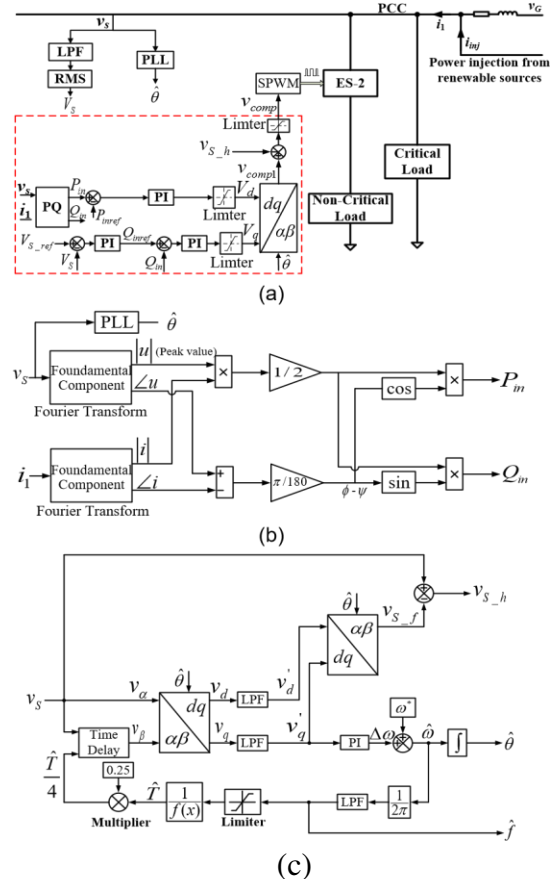 (a)
v_s
PCC
i_1
v_G
i_inj
Power injection from
renewable sources
LPF
PLL
RMS
V_S
θ̂
SPWM
ES-2
v_comp
Limter
v_S_h
v_comp1
Critical
Load
Non-Critical
Load
v_s
i_1
PQ
P_in
Q_in
P_inref
PI
Limter
V_d
dq
αβ
V_S_ref
V_S
PI
Q_inref
Q_in
PI
Limter
V_q
θ̂
(a)
PLL
θ̂
v_S
Foundamental
Component
Fourier Transform
|u|
(Peak value)
∠u
×
1/2
cos
×
P_in
i_1
Foundamental
Component
Fourier Transform
|i|
∠i
+
−
π/180
ϕ-ψ
sin
×
Q_in
(b)
v_S
+
−
v_S_h
θ̂
αβ
dq
v_S_f
v_α
θ̂
dq
αβ
v_d
LPF
v'_d
v_β
v_q
LPF
v'_q
Time
Delay
PI
Δω
ω*
ω̂
∫
θ̂
T̂/4
0.25
Multiplier
T̂
1/f(x)
Limiter
LPF
1/2π
f̂
(c)